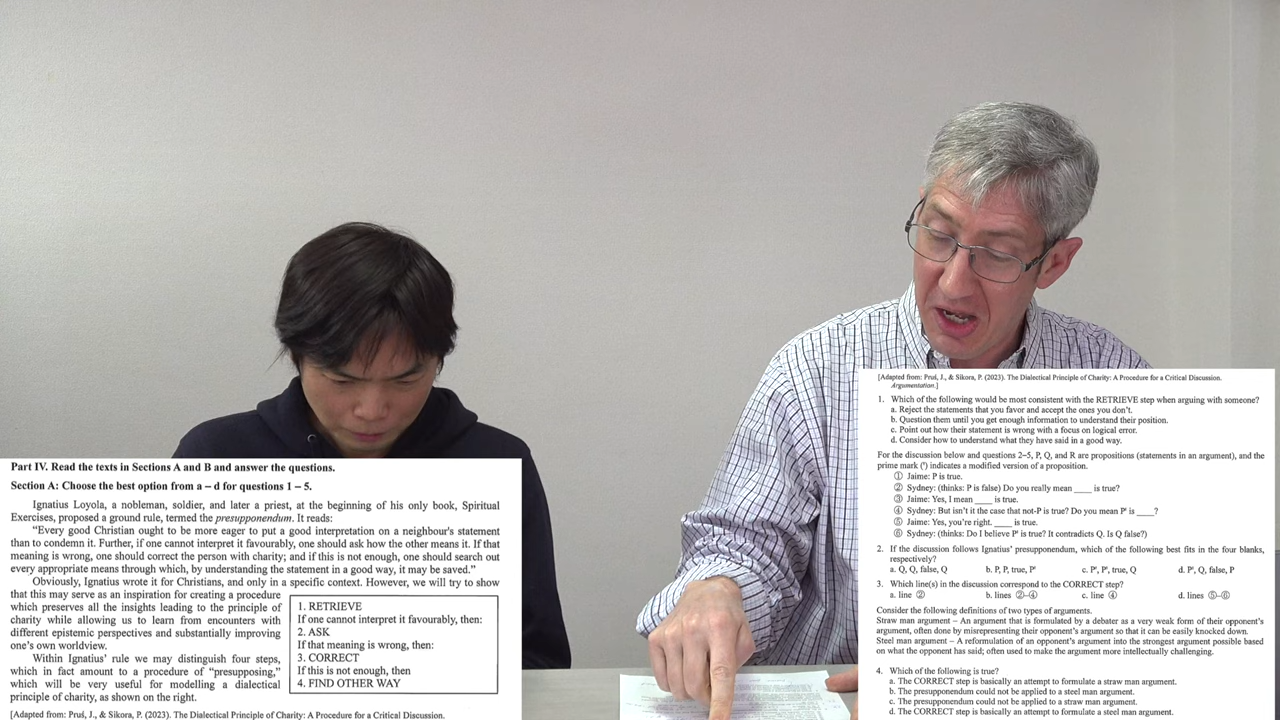 Part IV. Read the texts in Sections A and B and answer the questions.
Section A: Choose the best option from a – d for questions 1 – 5.
Ignatius Loyola, a nobleman, soldier, and later a priest, at the beginning of his only book, Spiritual
Exercises, proposed a ground rule, termed the presupponendum. It reads:
“Every good Christian ought to be more eager to put a good interpretation on a neighbour's statement
than to condemn it. Further, if one cannot interpret it favourably, one should ask how the other means it. If that
meaning is wrong, one should correct the person with charity; and if this is not enough, one should search out
every appropriate means through which, by understanding the statement in a good way, it may be saved.”
Obviously, Ignatius wrote it for Christians, and only in a specific context. However, we will try to show
that this may serve as an inspiration for creating a procedure
which preserves all the insights leading to the principle of
charity while allowing us to learn from encounters with
different epistemic perspectives and substantially improving
one's own worldview.
Within Ignatius' rule we may distinguish four steps,
which in fact amount to a procedure of “presupposing,”
which will be very useful for modelling a dialectical
principle of charity, as shown on the right.
1. RETRIEVE
If one cannot interpret it favourably, then:
2. ASK
If that meaning is wrong, then:
3. CORRECT
If this is not enough, then
4. FIND OTHER WAY
[Adapted from: Pruś, J., & Sikora, P. (2023). The Dialectical Principle of Charity: A Procedure for a Critical Discussion.
[Adapted from: Pruś, J., & Sikora, P. (2023). The Dialectical Principle of Charity: A Procedure for a Critical Discussion.
Argumentation.]
1. Which of the following would be most consistent with the RETRIEVE step when arguing with someone?
a. Reject the statements that you favor and accept the ones you don't.
b. Question them until you get enough information to understand their position.
c. Point out how their statement is wrong with a focus on logical error.
d. Consider how to understand what they have said in a good way.
For the discussion below and questions 2–5, P, Q, and R are propositions (statements in an argument), and the
prime mark (') indicates a modified version of a proposition.
① Jaime: P is true.
② Sydney: (thinks: P is false) Do you really mean ____ is true?
③ Jaime: Yes, I mean ____ is true.
④ Sydney: But isn't it the case that not-P is true? Do you mean P' is ____?
⑤ Jaime: Yes, you're right. ____ is true.
⑥ Sydney: (thinks: Do I believe P' is true? It contradicts Q. Is Q false?)
2. If the discussion follows Ignatius' presupponendum, which of the following best fits in the four blanks,
respectively?
a. Q, Q, false, Q b. P, P, true, P' c. P', P', true, Q d. P', Q, false, P
3. Which line(s) in the discussion correspond to the CORRECT step?
a. line ② b. lines ②–④ c. line ④ d. lines ⑤–⑥
Consider the following definitions of two types of arguments.
Straw man argument – An argument that is formulated by a debater as a very weak form of their opponent's
argument, often done by misrepresenting their opponent's argument so that it can be easily knocked down.
Steel man argument – A reformulation of an opponent's argument into the strongest argument possible based
on what the opponent has said; often used to make the argument more intellectually challenging.
4. Which of the following is true?
a. The CORRECT step is basically an attempt to formulate a straw man argument.
b. The presupponendum could not be applied to a steel man argument.
c. The presupponendum could not be applied to a straw man argument.
d. The CORRECT step is basically an attempt to formulate a steel man argument.